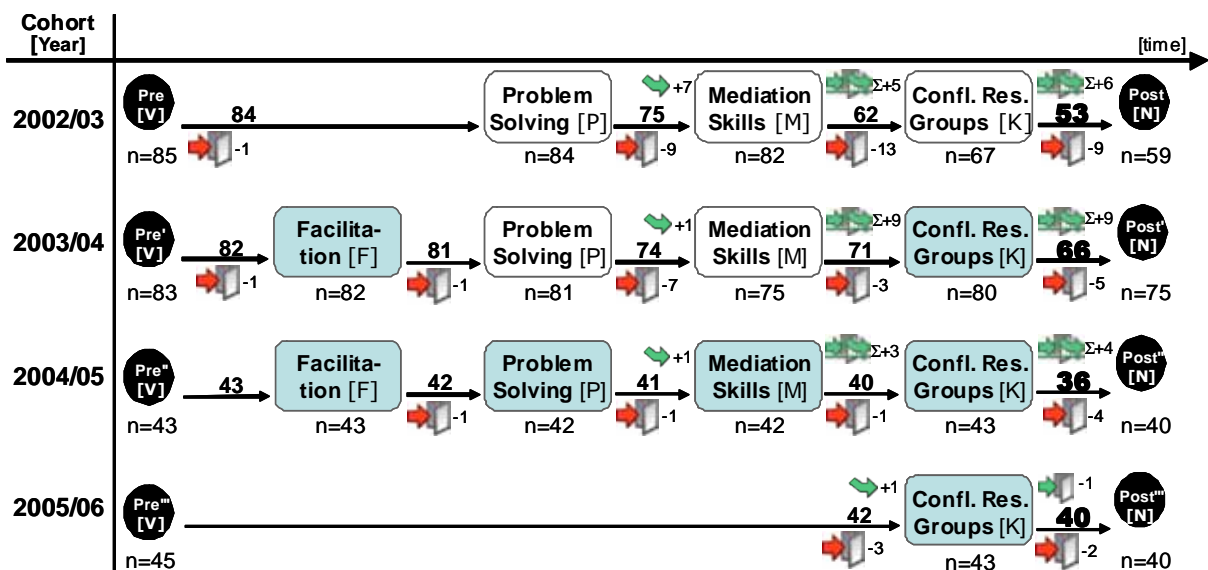 Cohort
[Year]
[time]
2002/03
Pre
[V]
n=85
84
-1
Problem
Solving [P]
n=84
+7
75
-9
Mediation
Skills [M]
n=82
Σ+5
62
-13
Confl. Res.
Groups [K]
n=67
Σ+6
53
-9
Post
[N]
n=59
2003/04
Pre'
[V]
n=83
82
-1
Facilita-
tion [F]
n=82
81
-1
Problem
Solving [P]
n=81
+1
74
-7
Mediation
Skills [M]
n=75
Σ+9
71
-3
Confl. Res.
Groups [K]
n=80
Σ+9
66
-5
Post'
[N]
n=75
2004/05
Pre"
[V]
n=43
43
Facilita-
tion [F]
n=43
42
-1
Problem
Solving [P]
n=42
+1
41
-1
Mediation
Skills [M]
n=42
Σ+3
40
-1
Confl. Res.
Groups [K]
n=43
Σ+4
36
-4
Post"
[N]
n=40
2005/06
Pre'"
[V]
n=45
+1
42
-3
Confl. Res.
Groups [K]
n=43
-1
40
-2
Post'"
[N]
n=40